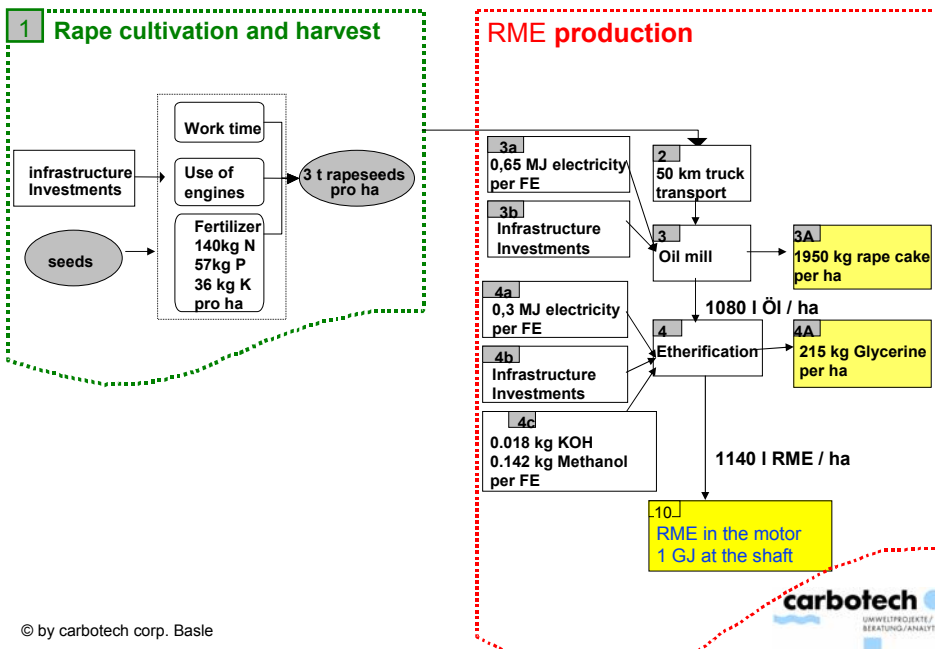 1 Rape cultivation and harvest
infrastructure
Investments
seeds
Work time
Use of
engines
Fertilizer
140kg N
57kg P
36 kg K
pro ha
3 t rapeseeds
pro ha
RME production
3a
0,65 MJ electricity
per FE
3b
Infrastructure
Investments
2
50 km truck
transport
3
Oil mill
3A
1950 kg rape cake
per ha
1080 l Öl / ha
4a
0,3 MJ electricity
per FE
4b
Infrastructure
Investments
4c
0.018 kg KOH
0.142 kg Methanol
per FE
4
Etherification
4A
215 kg Glycerine
per ha
1140 l RME / ha
10
RME in the motor
1 GJ at the shaft
carbotech
UMWELTPROJEKTE/
BERATUNG/ANALYT
© by carbotech corp. Basle